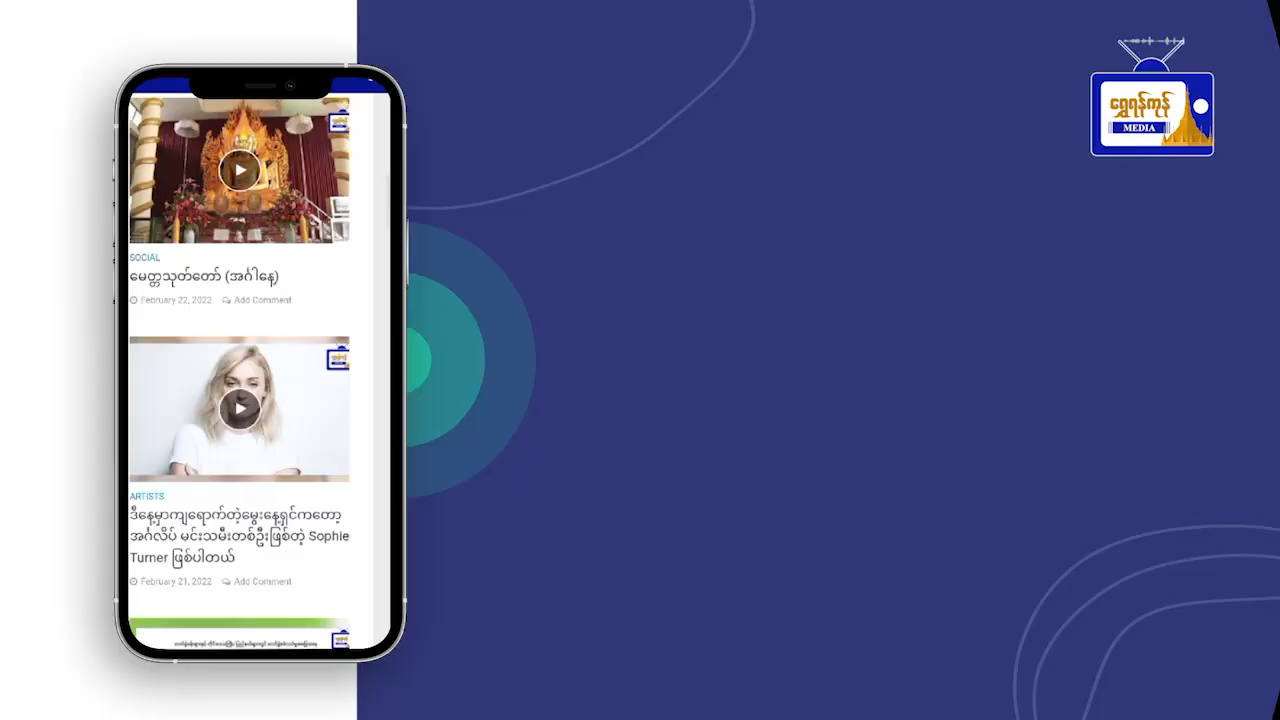 SOCIAL
မေတ္တသုတ်တော် (အင်္ဂါနေ့)
February 22, 2022 Add Comment
ARTISTS
ဒီနေ့မှာကျရောက်တဲ့မွေးနေ့ရှင်ကတော့
အင်္ဂလိပ် မင်းသမီးတစ်ဦးဖြစ်တဲ့ Sophie
Turner ဖြစ်ပါတယ်
February 21, 2022 Add Comment
ရွှေရန်ကုန်
MEDIA